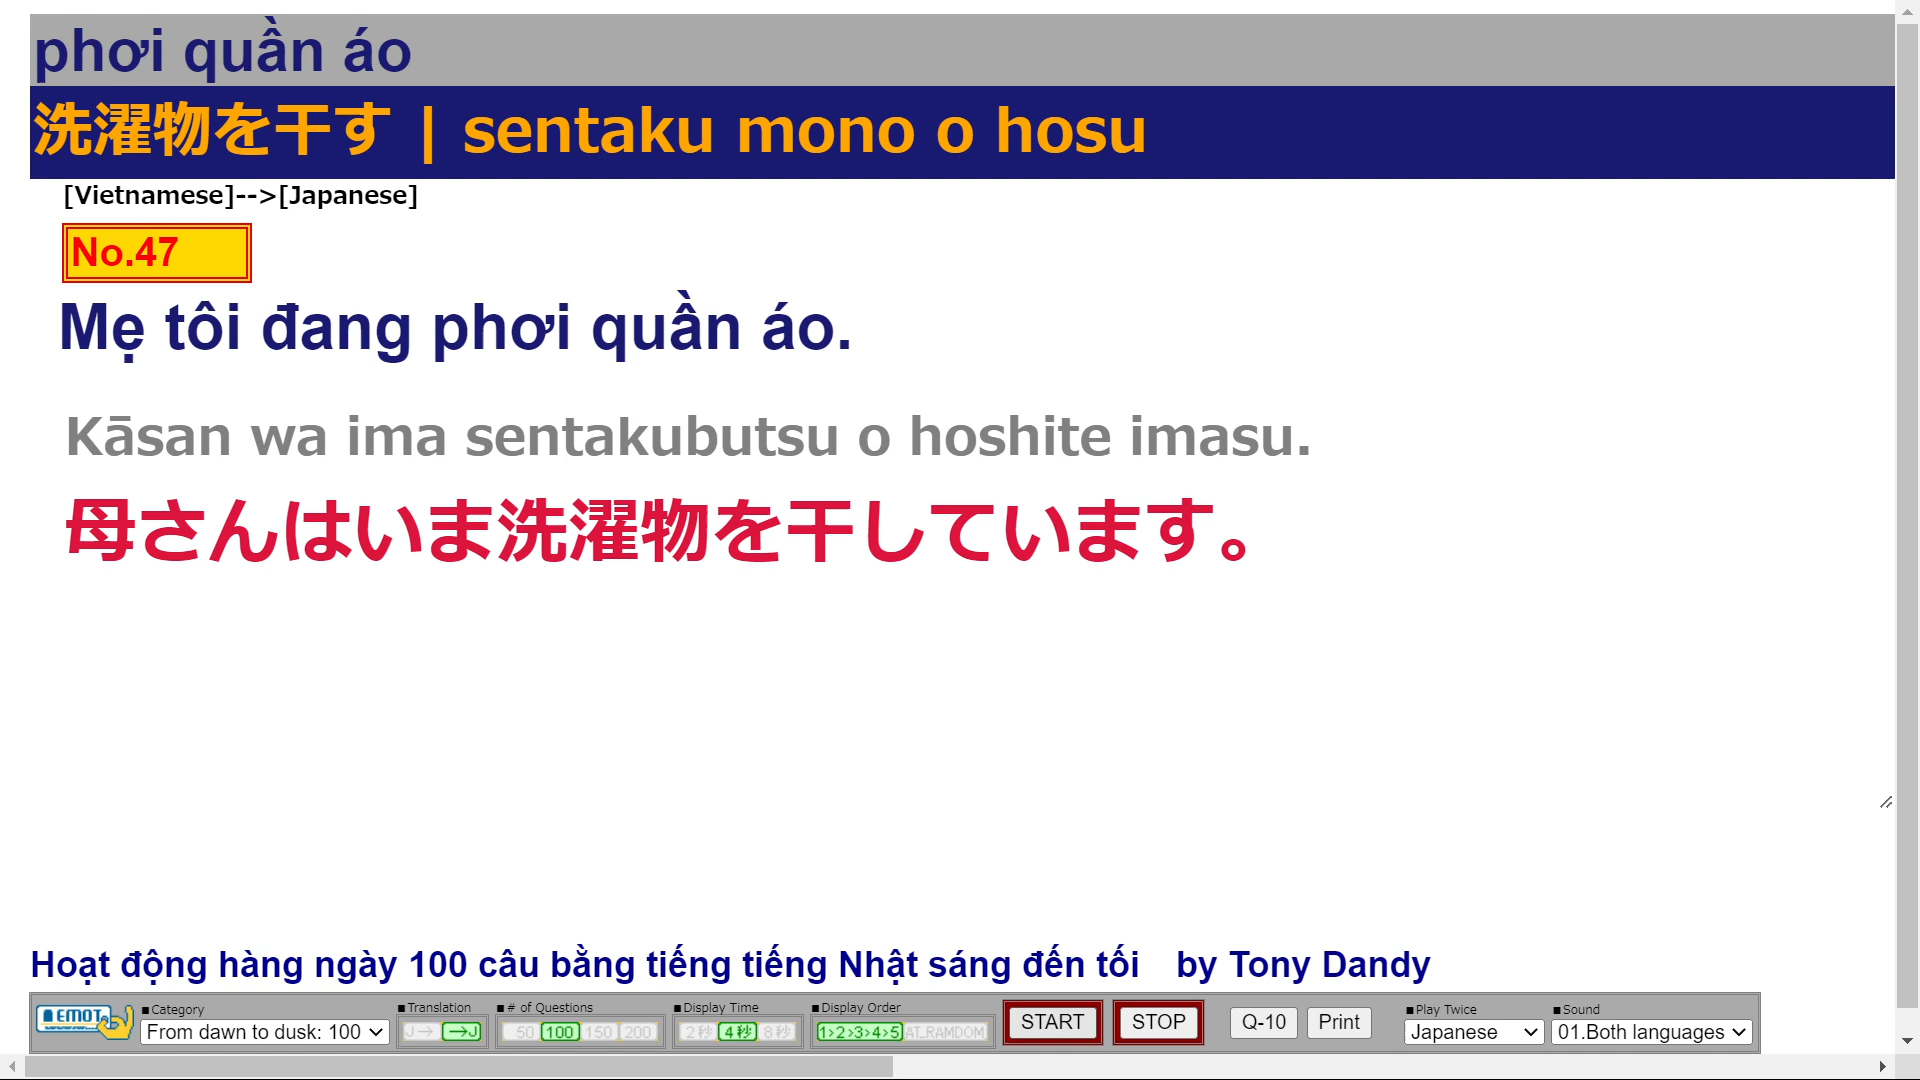 phơi quần áo
洗濯物を干す | sentaku mono o hosu
[Vietnamese]-->[Japanese]
No.47
Mẹ tôi đang phơi quần áo.
Kāsan wa ima sentakubutsu o hoshite imasu.
母さんはいま洗濯物を干しています。
Hoạt động hàng ngày 100 câu bằng tiếng tiếng Nhật sáng đến tối by Tony Dandy
■Category ■Translation ■# of Questions ■Display Time ■Display Order ■Play Twice ■Sound
EMOT From dawn to dusk: 100 J→ →J 50 100 150 200 2秒 4秒 8秒 1>2>3>4>5 AT_RAMDOM START STOP Q-10 Print Japanese 01.Both languages